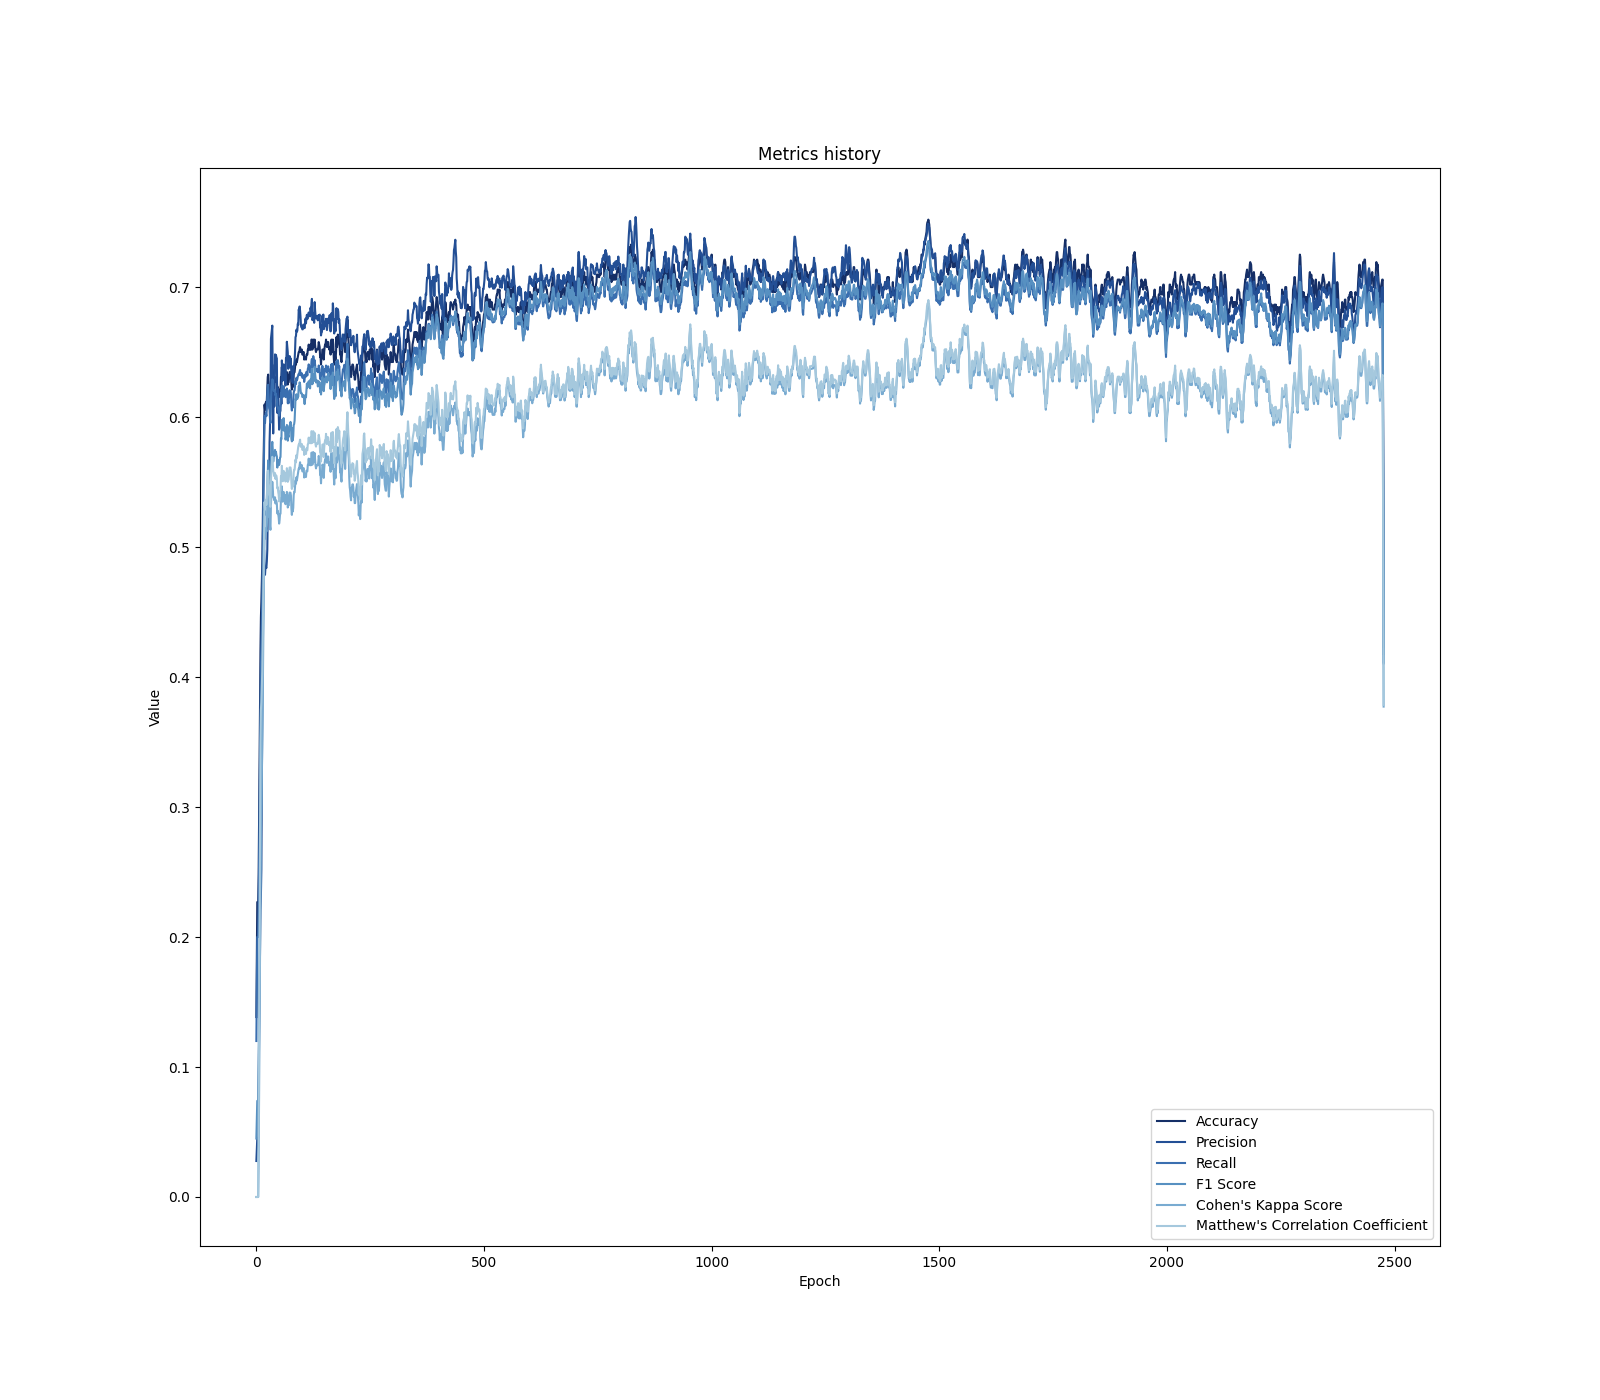 Metrics history
0.7
0.6
0.5
0.4
0.3
0.2
0.1
0.0
Value
0
500
1000
1500
2000
2500
Epoch
Accuracy
Precision
Recall
F1 Score
Cohen's Kappa Score
Matthew's Correlation Coefficient